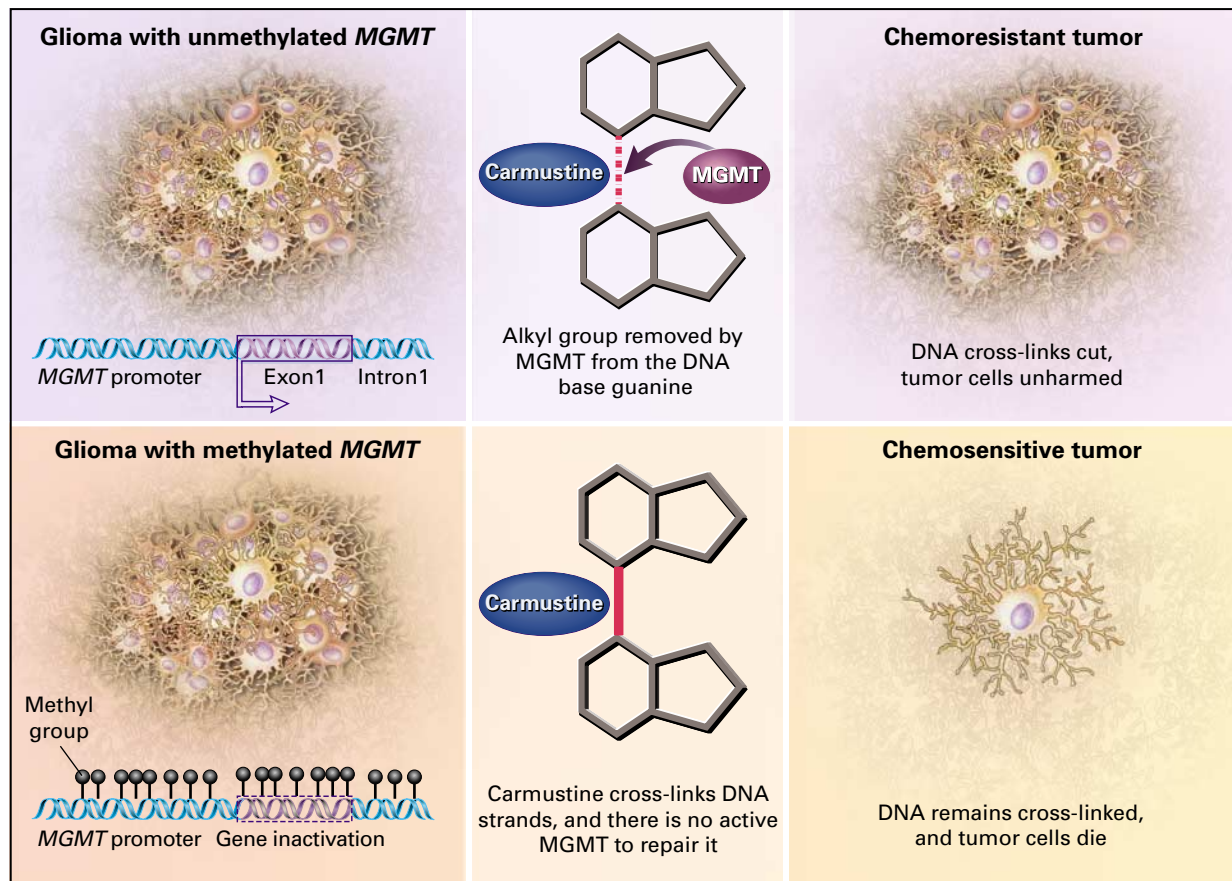 Glioma with unmethylated MGMT
MGMT promoter
Exon1
Intron1
Carmustine
MGMT
Alkyl group removed by
MGMT from the DNA
base guanine
Chemoresistant tumor
DNA cross-links cut,
tumor cells unharmed
Glioma with methylated MGMT
Methyl
group
MGMT promoter
Gene inactivation
Carmustine
Carmustine cross-links DNA
strands, and there is no active
MGMT to repair it
Chemosensitive tumor
DNA remains cross-linked,
and tumor cells die